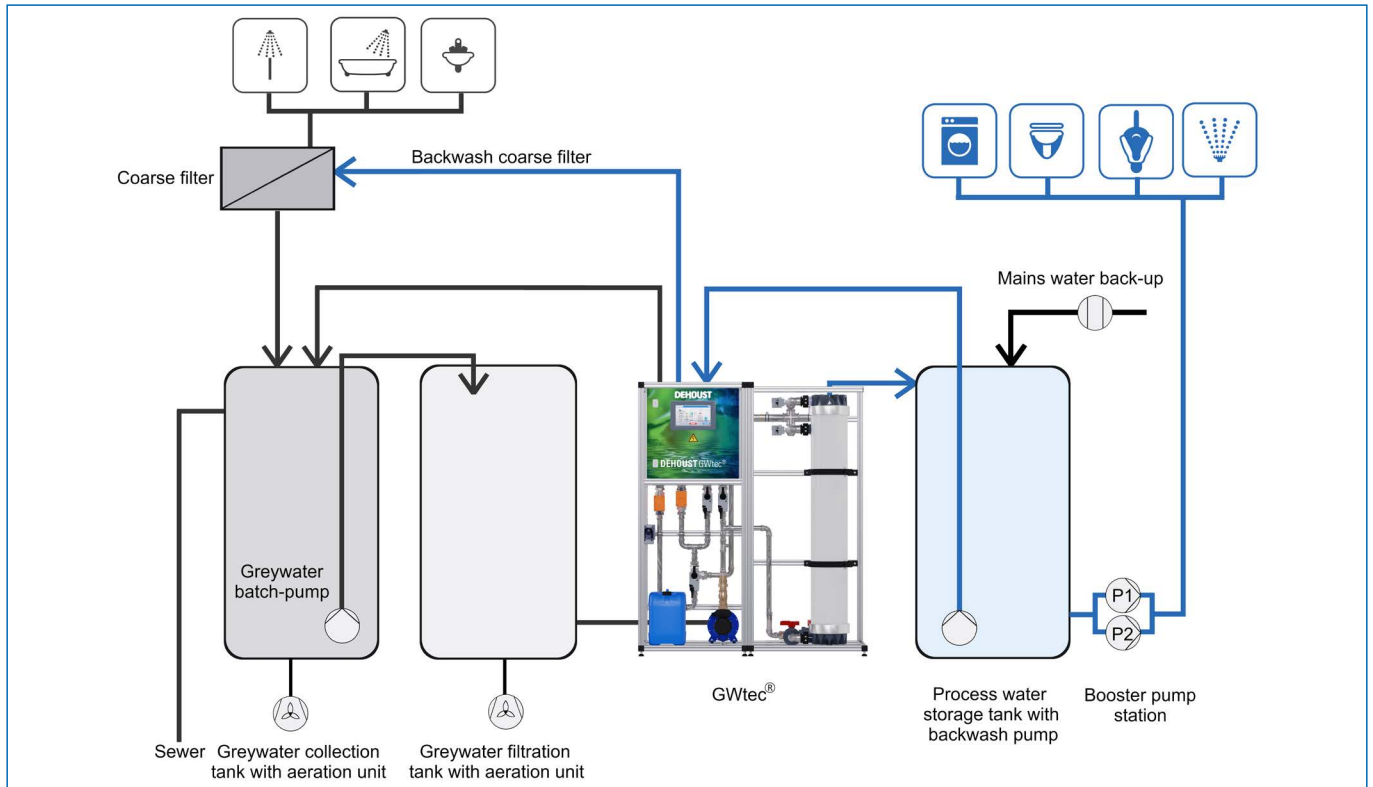 Coarse filter
Backwash coarse filter
Mains water back-up
DEHOUST
DEHOUST GWtec®
Greywater
batch-pump
P1
P2
GWtec®
Process water
storage tank with
backwash pump
Booster pump
station
Sewer
Greywater collection
tank with aeration unit
Greywater filtration
tank with aeration unit